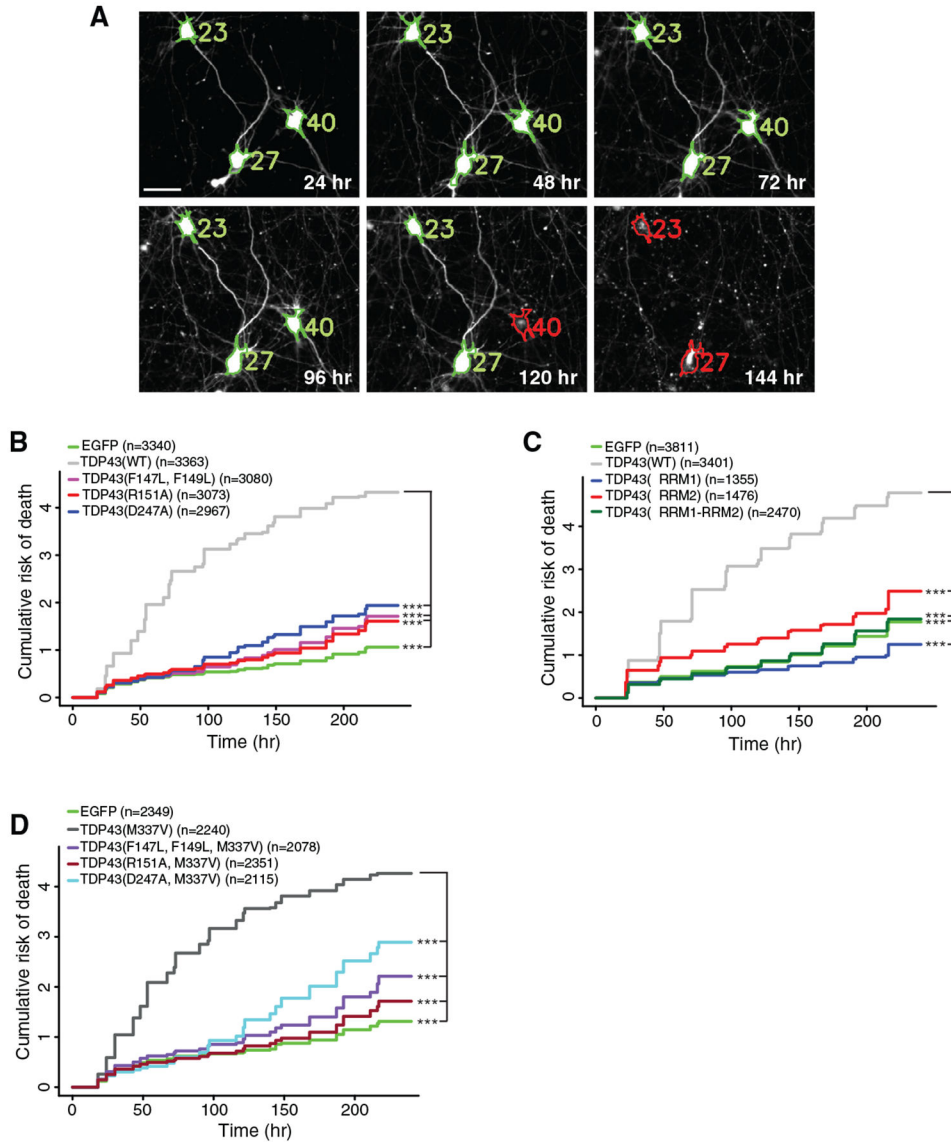 A
23
40
27
24 hr
23
40
27
48 hr
23
40
27
72 hr
23
40
27
96 hr
23
40
27
120 hr
23
27
144 hr
B
EGFP (n=3340)
TDP43(WT) (n=3363)
TDP43(F147L, F149L) (n=3080)
TDP43(R151A) (n=3073)
TDP43(D247A) (n=2967)
Cumulative risk of death
0
1
2
3
4
***
***
***
***
0
50
100
150
200
Time (hr)
C
EGFP (n=3811)
TDP43(WT) (n=3401)
TDP43( RRM1) (n=1355)
TDP43( RRM2) (n=1476)
TDP43( RRM1-RRM2) (n=2470)
Cumulative risk of death
0
1
2
3
4
***
***
***
***
0
50
100
150
200
Time (hr)
D
EGFP (n=2349)
TDP43(M337V) (n=2240)
TDP43(F147L, F149L, M337V) (n=2078)
TDP43(R151A, M337V) (n=2351)
TDP43(D247A, M337V) (n=2115)
Cumulative risk of death
0
1
2
3
4
***
***
***
***
0
50
100
150
200
Time (hr)